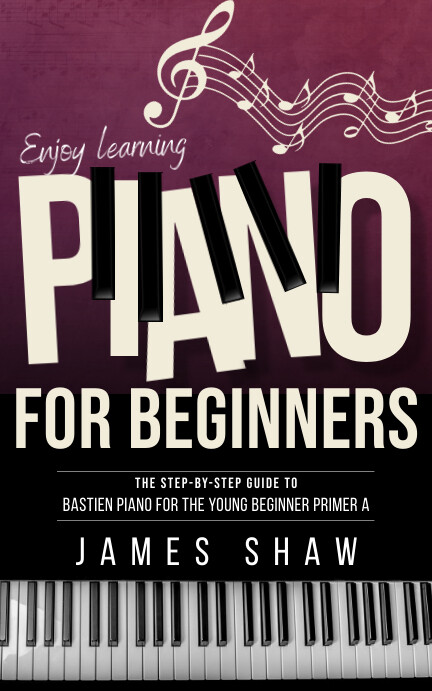 Enjoy learning
PIANO
FOR BEGINNERS
THE STEP-BY-STEP GUIDE TO
BASTIEN PIANO FOR THE YOUNG BEGINNER PRIMER A
JAMES SHAW